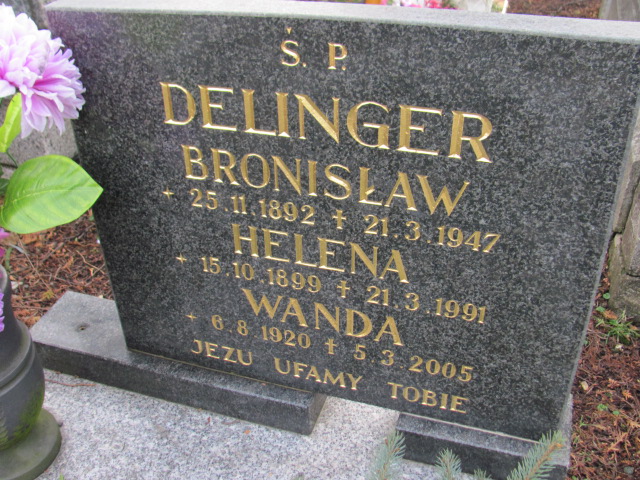 Ś. P.
DELINGER
BRONISŁAW
+ 25.11.1892 ✝ 21.3.1947
HELENA
+ 15.10.1899 ✝ 21.3.1991
WANDA
+ 6.8.1920 ✝ 5.3.2005
JEZU UFAMY TOBIE